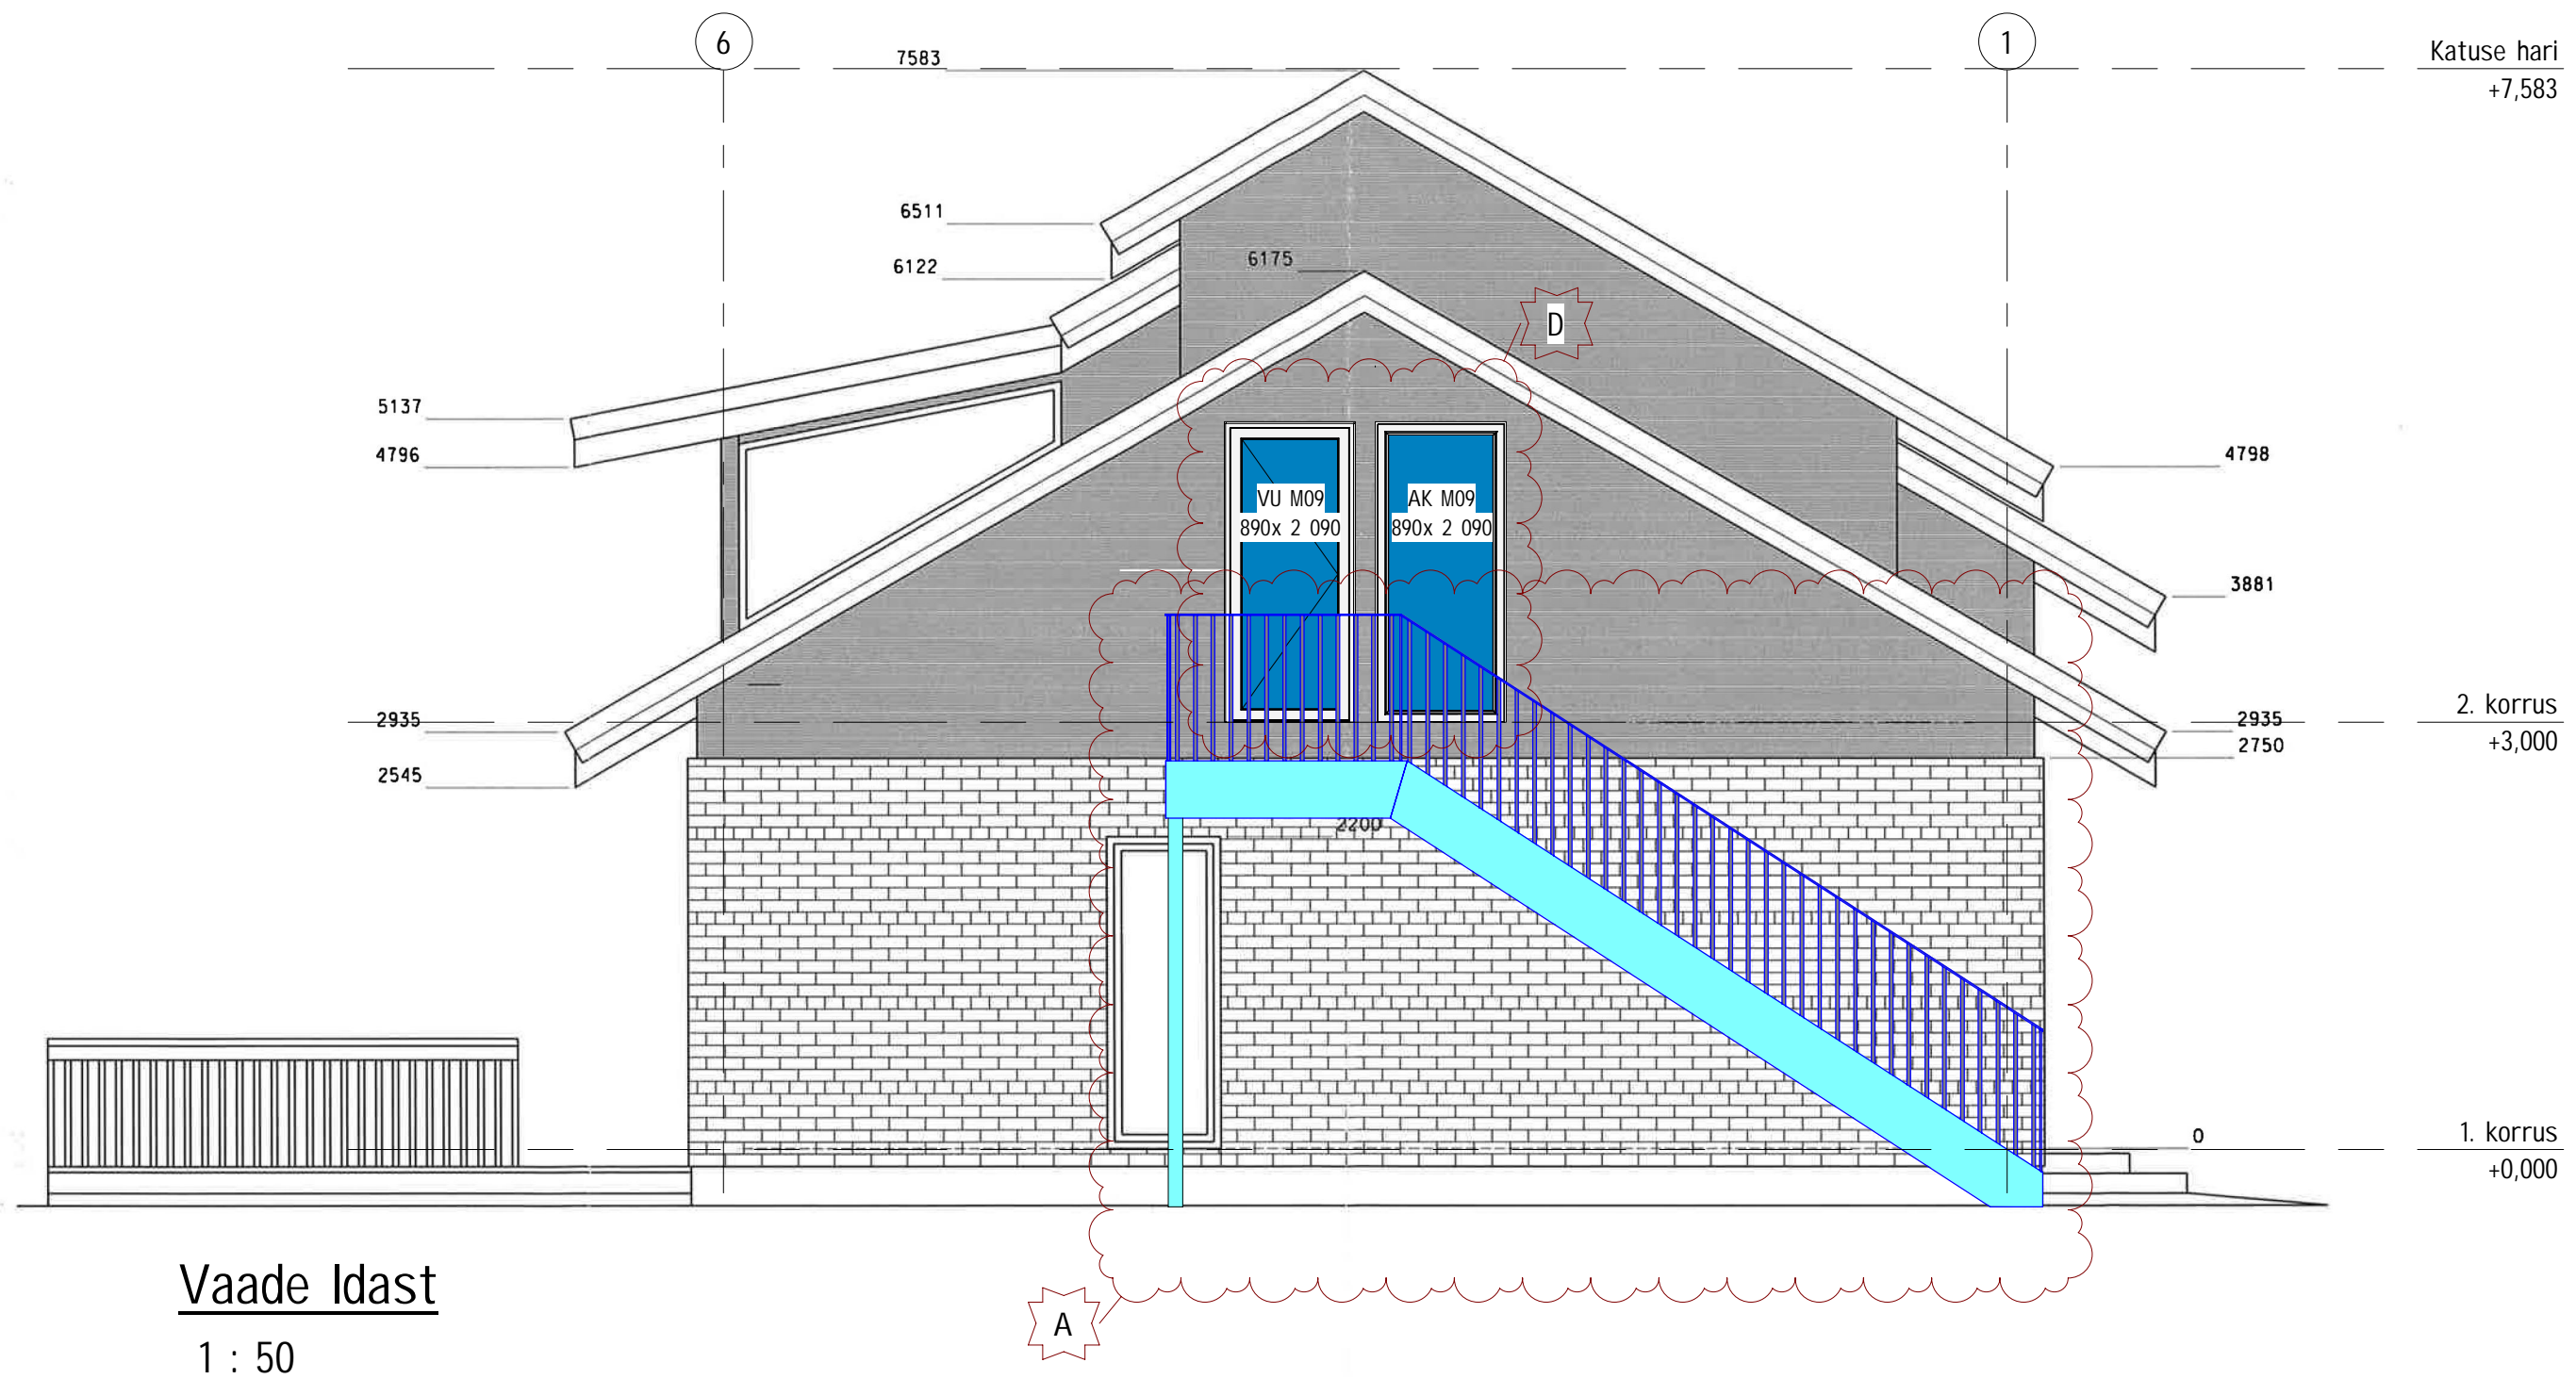 6
1
7583
Katuse hari
+7,583
6511
6122
6175
D
5137
4796
4798
VU M09
890x 2 090
AK M09
890x 2 090
3881
2935
2545
2935
2750
2. korrus
+3,000
2200
0
1. korrus
+0,000
Vaade Idast
1 : 50
A